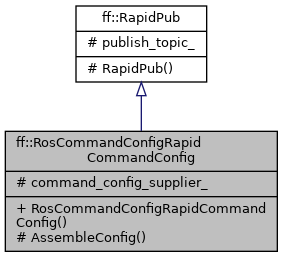 ff::RapidPub
# publish_topic_
# RapidPub()
ff::RosCommandConfigRapid
CommandConfig
# command_config_supplier_
+ RosCommandConfigRapidCommand
Config()
# AssembleConfig()